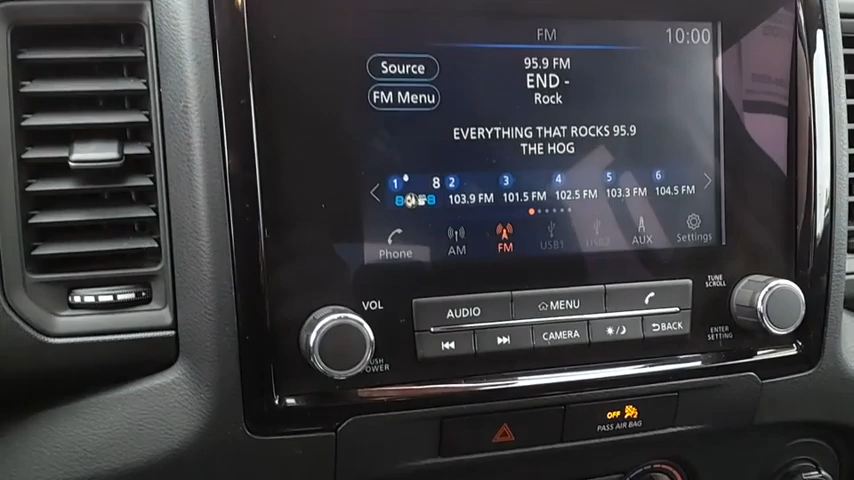 FM
10:00
Source
95.9 FM
END -
FM Menu
Rock
EVERYTHING THAT ROCKS 95.9
THE HOG
1 8 2 3 4 5 6
103.9 FM 101.5 FM 102.5 FM 103.3 FM 104.5 FM
Phone AM FM USB1 USB2 AUX Settings
VOL
AUDIO MENU
TUNE
SCROLL
CAMERA BACK
ENTER
SETTING
PUSH
POWER
OFF
PASS AIR BAG